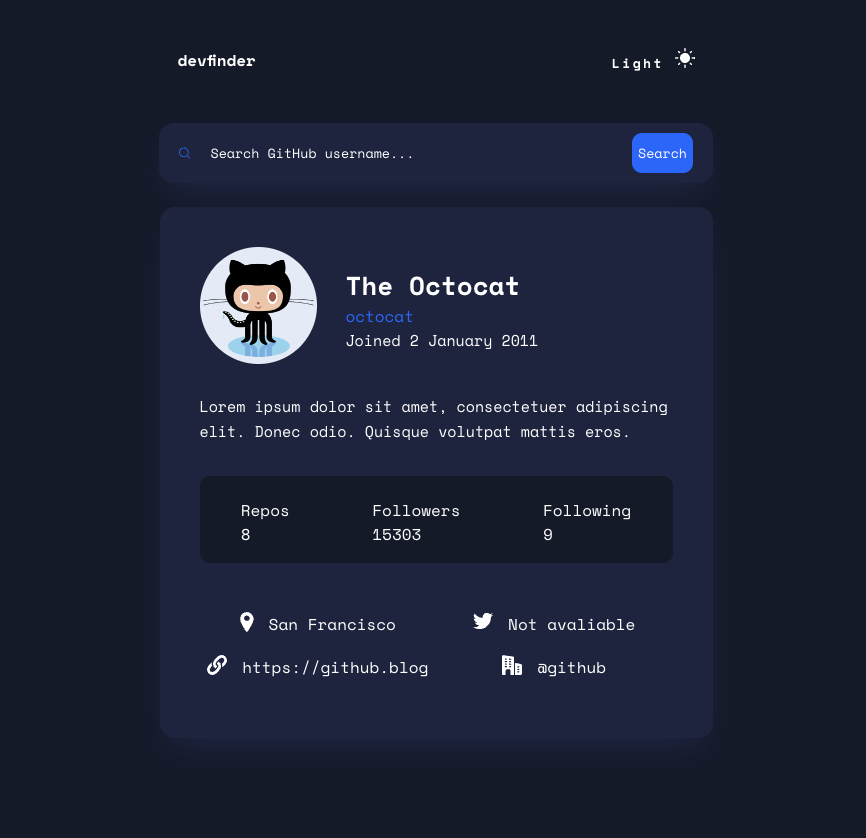 devfinder
Light
Search GitHub username...
Search
The Octocat
octocat
Joined 2 January 2011
Lorem ipsum dolor sit amet, consectetuer adipiscing
elit. Donec odio. Quisque volutpat mattis eros.
Repos Followers Following
8 15303 9
San Francisco Not avaliable
https://github.blog @github